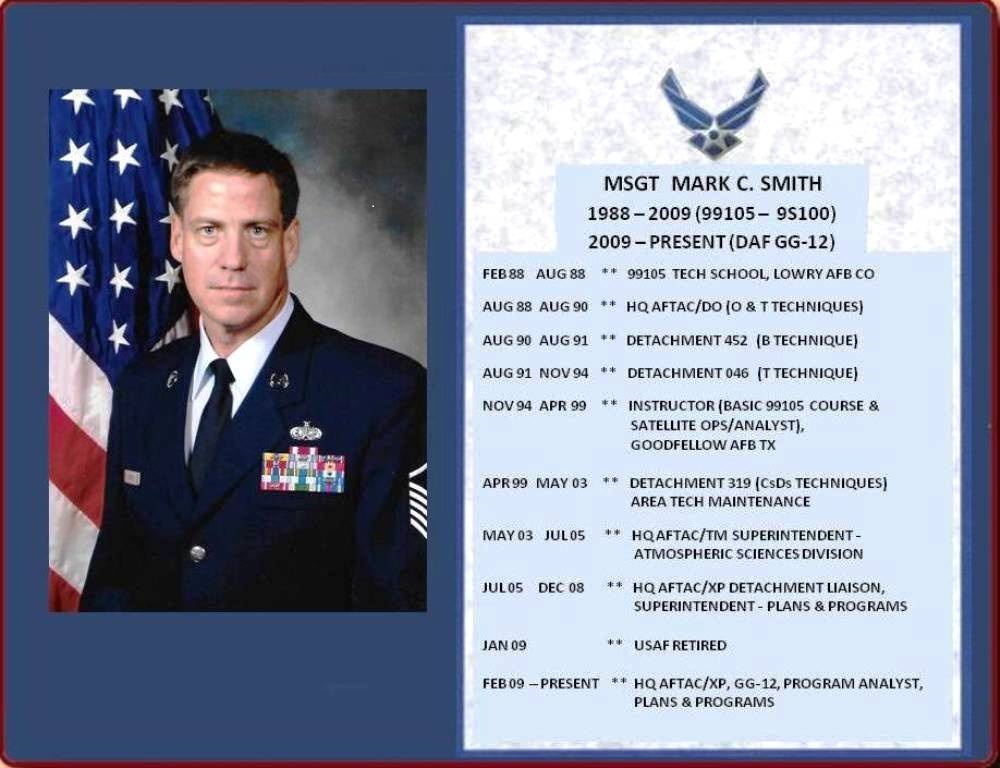 MSGT MARK C. SMITH
1988 – 2009 (99105 – 9S100)
2009 – PRESENT (DAF GG-12)
FEB 88 AUG 88 ** 99105 TECH SCHOOL, LOWRY AFB CO
AUG 88 AUG 90 ** HQ AFTAC/DO (O & T TECHNIQUES)
AUG 90 AUG 91 ** DETACHMENT 452 (B TECHNIQUE)
AUG 91 NOV 94 ** DETACHMENT 046 (T TECHNIQUE)
NOV 94 APR 99 ** INSTRUCTOR (BASIC 99105 COURSE &
SATELLITE OPS/ANALYST),
GOODFELLOW AFB TX
APR 99 MAY 03 ** DETACHMENT 319 (CsDs TECHNIQUES)
AREA TECH MAINTENANCE
MAY 03 JUL 05 ** HQ AFTAC/TM SUPERINTENDENT -
ATMOSPHERIC SCIENCES DIVISION
JUL 05 DEC 08 ** HQ AFTAC/XP DETACHMENT LIAISON,
SUPERINTENDENT - PLANS & PROGRAMS
JAN 09 ** USAF RETIRED
FEB 09 – PRESENT ** HQ AFTAC/XP, GG-12, PROGRAM ANALYST,
PLANS & PROGRAMS